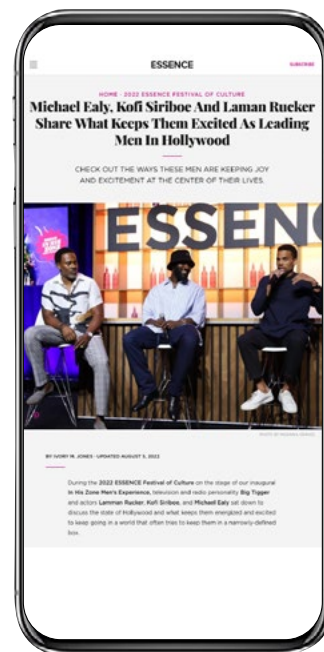 ESSENCE
SUBSCRIBE
HOME · 2022 ESSENCE FESTIVAL OF CULTURE
Michael Ealy, Kofi Siriboe And Laman Rucker
Share What Keeps Them Excited As Leading
Men In Hollywood
CHECK OUT THE WAYS THESE MEN ARE KEEPING JOY
AND EXCITEMENT AT THE CENTER OF THEIR LIVES.
ESSENC
BY IVORY M. JONES · UPDATED AUGUST 5, 2022
During the 2022 ESSENCE Festival of Culture on the stage of our inaugural
In His Zone Men's Experience, television and radio personality Big Tigger
and actors Lamman Rucker, Kofi Siriboe, and Michael Ealy sat down to
discuss the state of Hollywood and what keeps them energized and excited
to keep going in a world that often tries to keep them in a narrowly-defined
box.